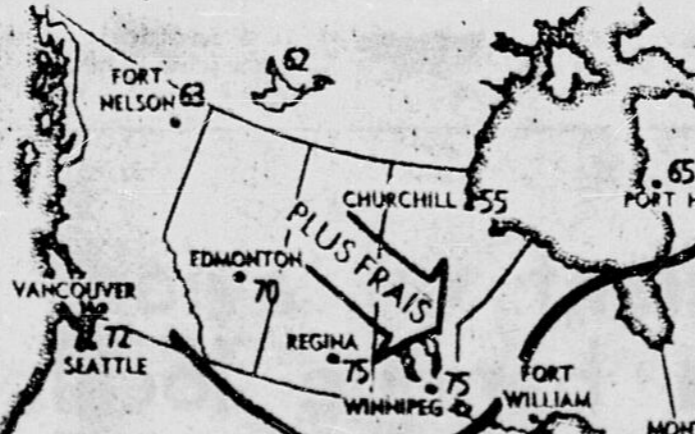 62
FORT
NELSON 63
65
PORT H
CHURCHILL 55
PLUS FRAIS
EDMONTON
70
VANCOUVER
72
SEATTLE
REGINA
75
75
WINNIPEG
FORT
WILLIAM
MON